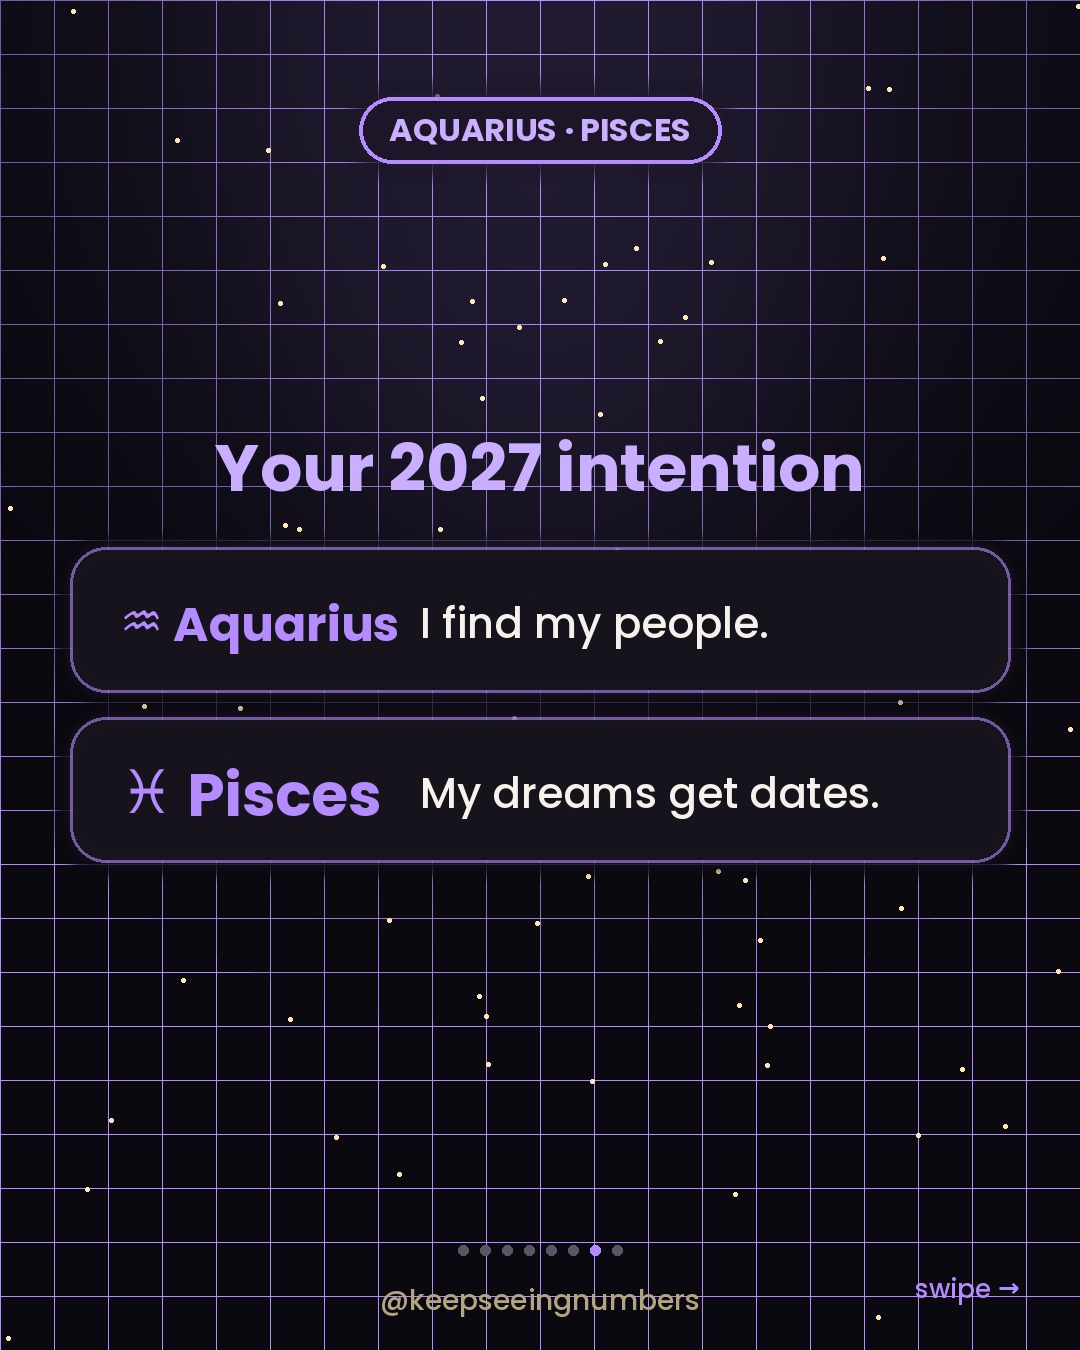 AQUARIUS · PISCES
Your 2027 intention
♒ Aquarius I find my people.
♓ Pisces My dreams get dates.
@keepseeingnumbers
swipe →